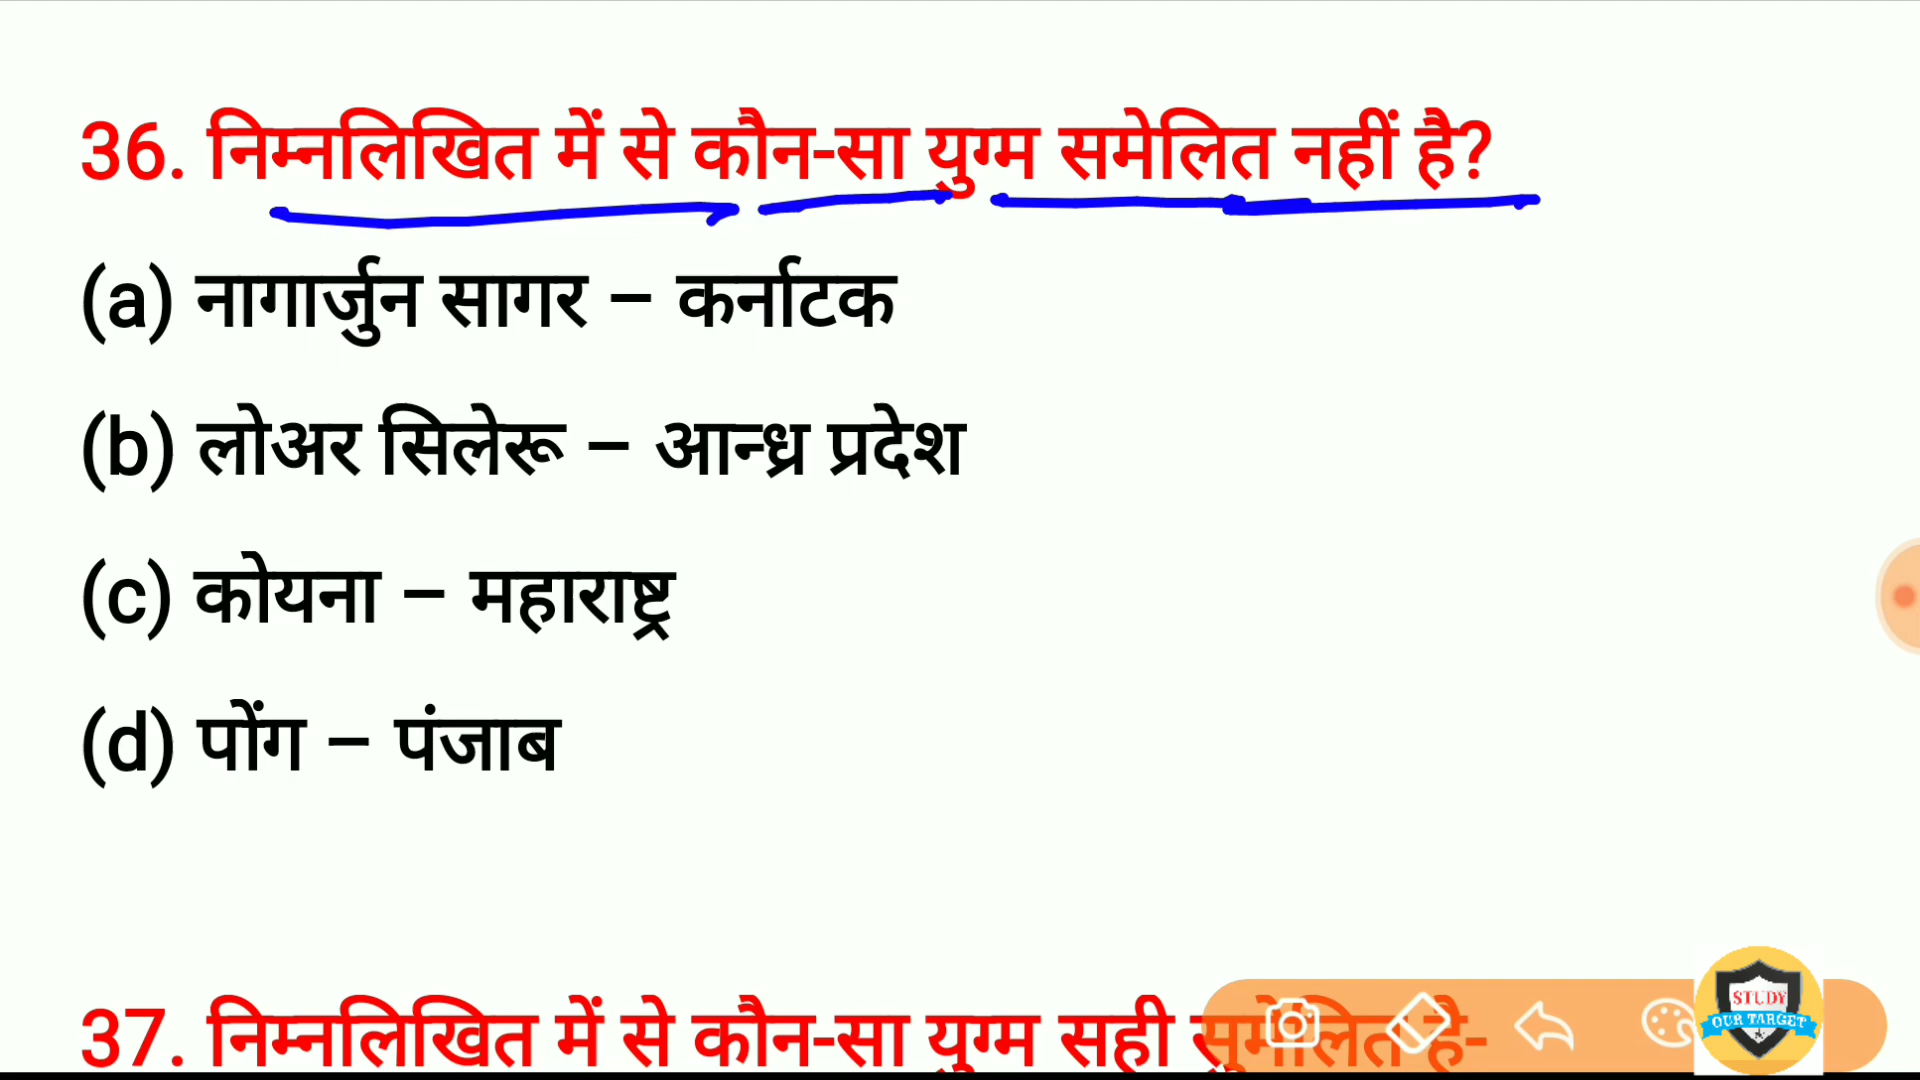 36. निम्नलिखित में से कौन-सा युग्म समेलित नहीं है?
(a) नागार्जुन सागर – कर्नाटक
(b) लोअर सिलेरू – आन्ध्र प्रदेश
(c) कोयना – महाराष्ट्र
(d) पोंग – पंजाब
37. निम्नलिखित में से कौन-सा युग्म सही सुमेलित है-
STUDY
OUR TARGET